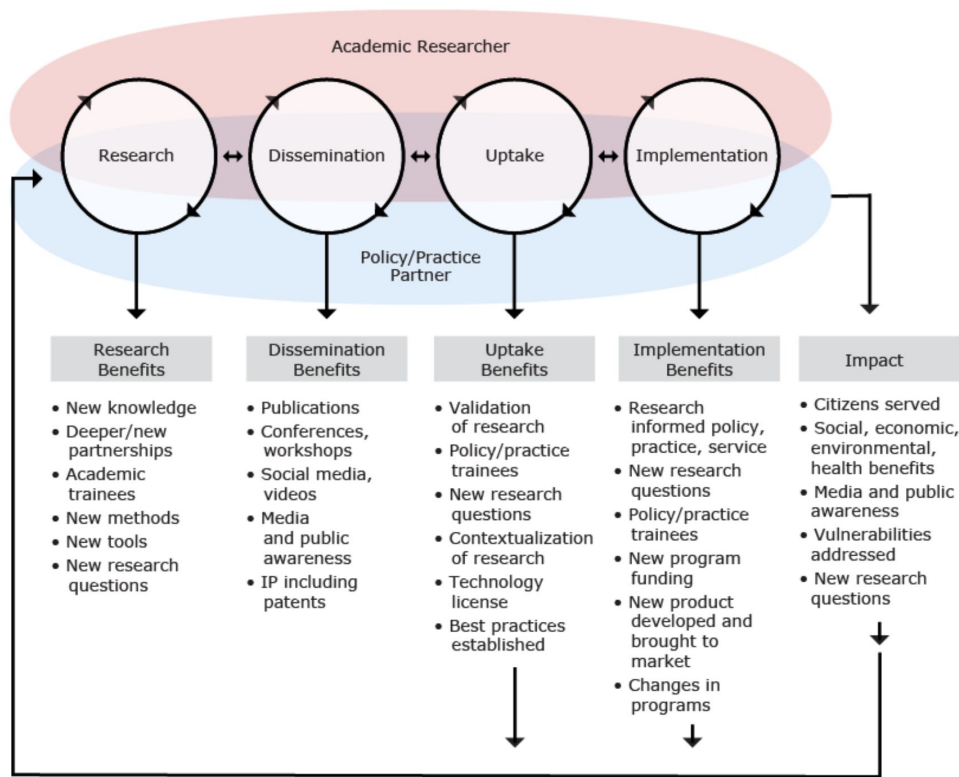 Academic Researcher
Research
Dissemination
Uptake
Implementation
Policy/Practice
Partner
Research
Benefits
• New knowledge
• Deeper/new
partnerships
• Academic
trainees
• New methods
• New tools
• New research
questions
Dissemination
Benefits
• Publications
• Conferences,
workshops
• Social media,
videos
• Media
and public
awareness
• IP including
patents
Uptake
Benefits
• Validation
of research
• Policy/practice
trainees
• New research
questions
• Contextualization
of research
• Technology
license
• Best practices
established
Implementation
Benefits
• Research
informed policy,
practice, service
• New research
questions
• Policy/practice
trainees
• New program
funding
• New product
developed and
brought to
market
• Changes in
programs
Impact
• Citizens served
• Social, economic,
environmental,
health benefits
• Media and public
awareness
• Vulnerabilities
addressed
• New research
questions